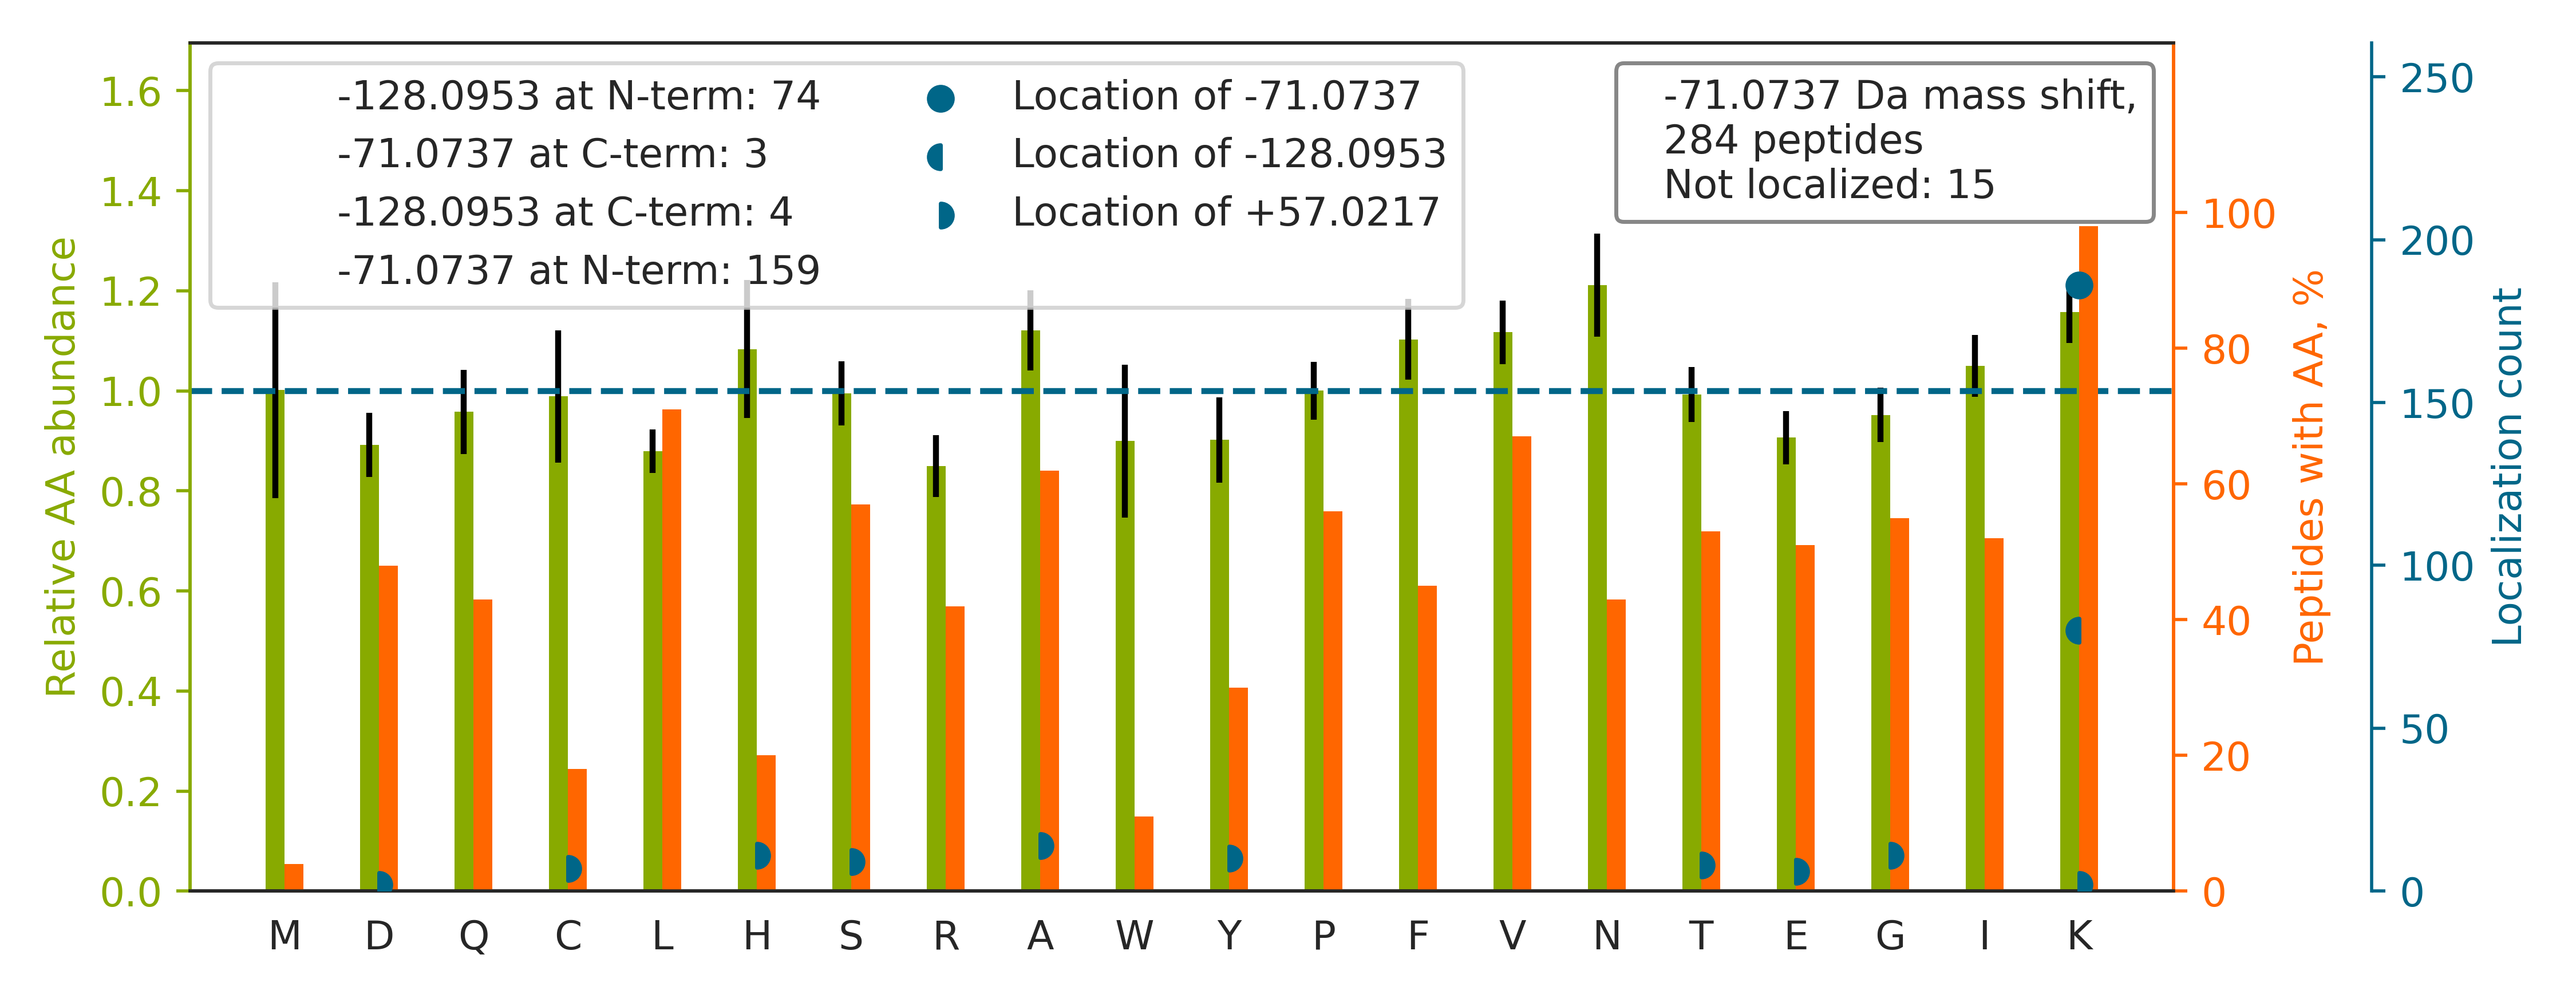 -128.0953 at N-term: 74
-71.0737 at C-term: 3
-128.0953 at C-term: 4
-71.0737 at N-term: 159
Location of -71.0737
Location of -128.0953
Location of +57.0217
-71.0737 Da mass shift,
284 peptides
Not localized: 15
Relative AA abundance
1.6
1.4
1.2
1.0
0.8
0.6
0.4
0.2
0.0
M D Q C L H S R A W Y P F V N T E G I K
100
80
60
40
20
0
Peptides with AA, %
250
200
150
100
50
0
Localization count